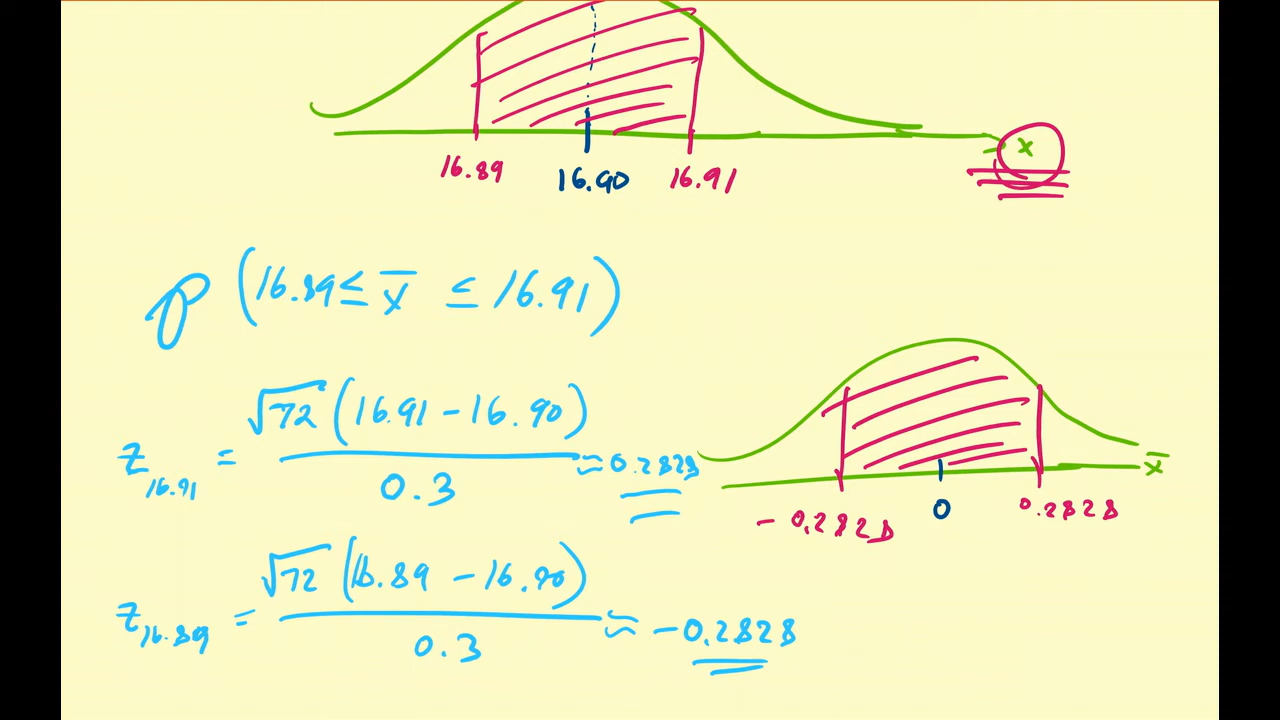 16.89 16.90 16.91 x
P (16.89 ≤ x̄ ≤ 16.91)
z₁₆.₉₁ = √72 (16.91 - 16.90) / 0.3 ≈ 0.2828
- 0.2828 0 0.2828 x̄
z₁₆.₈₉ = √72 (16.89 - 16.90) / 0.3 ≈ -0.2828